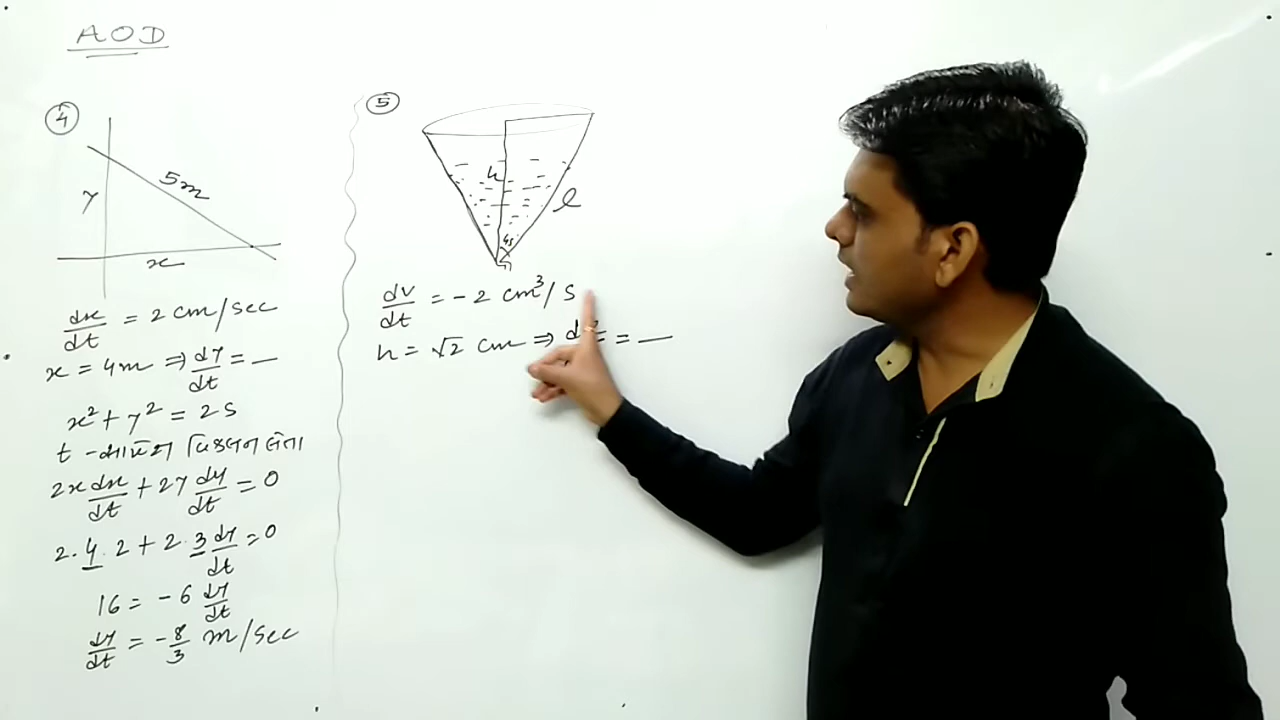 AOD
4
y
5m
x
dx/dt = 2 cm/sec
x = 4m ⇒ dy/dt = —
x² + y² = 25
t -સાપેક્ષ વિકલન લેતા
2x dx/dt + 2y dy/dt = 0
2.4.2 + 2.3 dy/dt = 0
16 = -6 dy/dt
dy/dt = -8/3 m/sec
5
h
l
45
dv/dt = -2 cm³/s
h = √2 cm ⇒ = —